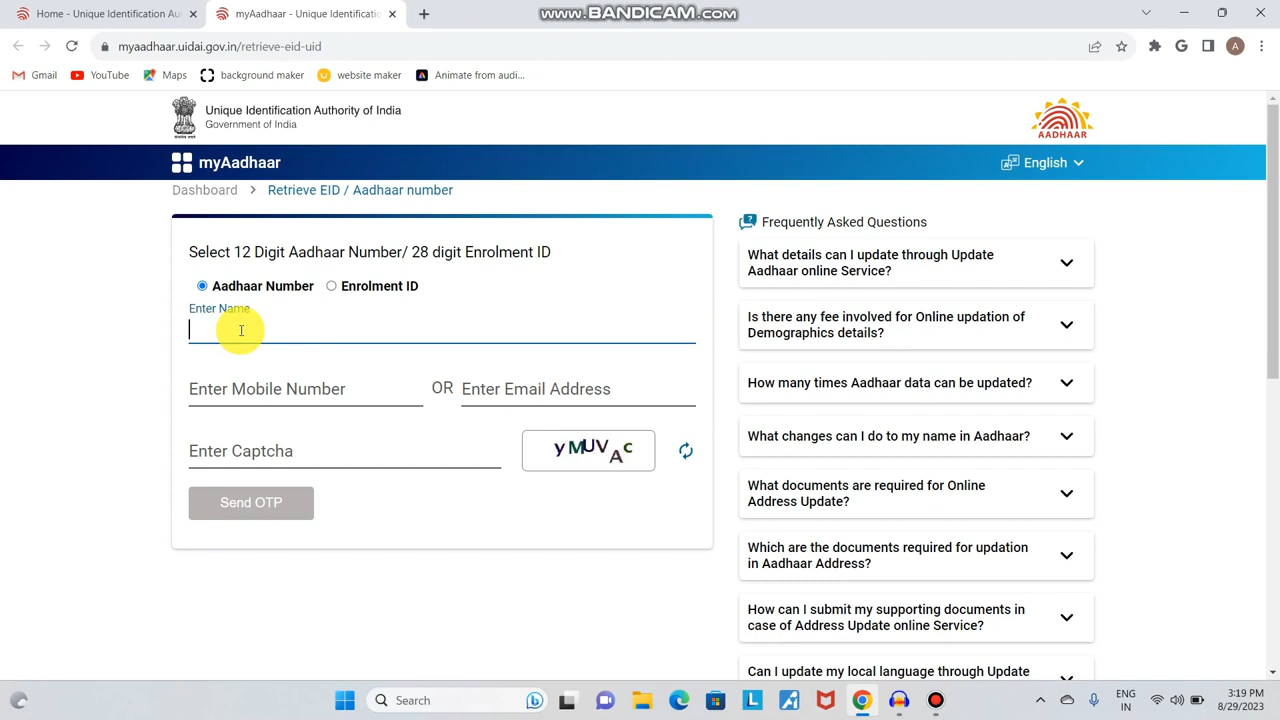 Home - Unique Identification Au
myAadhaar - Unique Identificatio
www.BANDICAM.com
myaadhaar.uidai.gov.in/retrieve-eid-uid
A
Gmail
YouTube
Maps
background maker
website maker
Animate from audi...
Unique Identification Authority of India
Government of India
AADHAAR
myAadhaar
English
Dashboard > Retrieve EID / Aadhaar number
Select 12 Digit Aadhaar Number/ 28 digit Enrolment ID
Aadhaar Number
Enrolment ID
Enter Name
Enter Mobile Number
OR
Enter Email Address
Enter Captcha
yMUVAc
Send OTP
Frequently Asked Questions
What details can I update through Update
Aadhaar online Service?
Is there any fee involved for Online updation of
Demographics details?
How many times Aadhaar data can be updated?
What changes can I do to my name in Aadhaar?
What documents are required for Online
Address Update?
Which are the documents required for updation
in Aadhaar Address?
How can I submit my supporting documents in
case of Address Update online Service?
Can I update my local language through Update
Search
ENG
IN
3:19 PM
8/29/2023